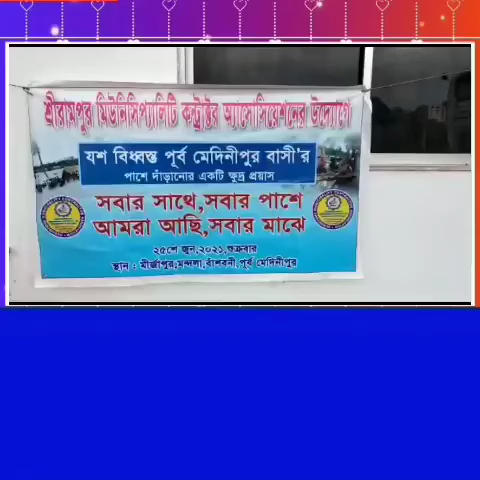 শ্রীরামপুর মিউনিসিপ্যালিটি কন্ট্রাক্টর অ্যাসোসিয়েশনের উদ্যোগে
যশ বিধ্বস্ত পূর্ব মেদিনীপুর বাসী'র
পাশে দাঁড়ানোর একটি ক্ষুদ্র প্রয়াস
সবার সাথে,সবার পাশে
আমরা আছি,সবার মাঝে
২৫শে জুন,২০২১,শুক্রবার
স্থান : মীর্জাপুর,মন্দলা,বাঁশবনী,পূর্ব মেদিনীপুর